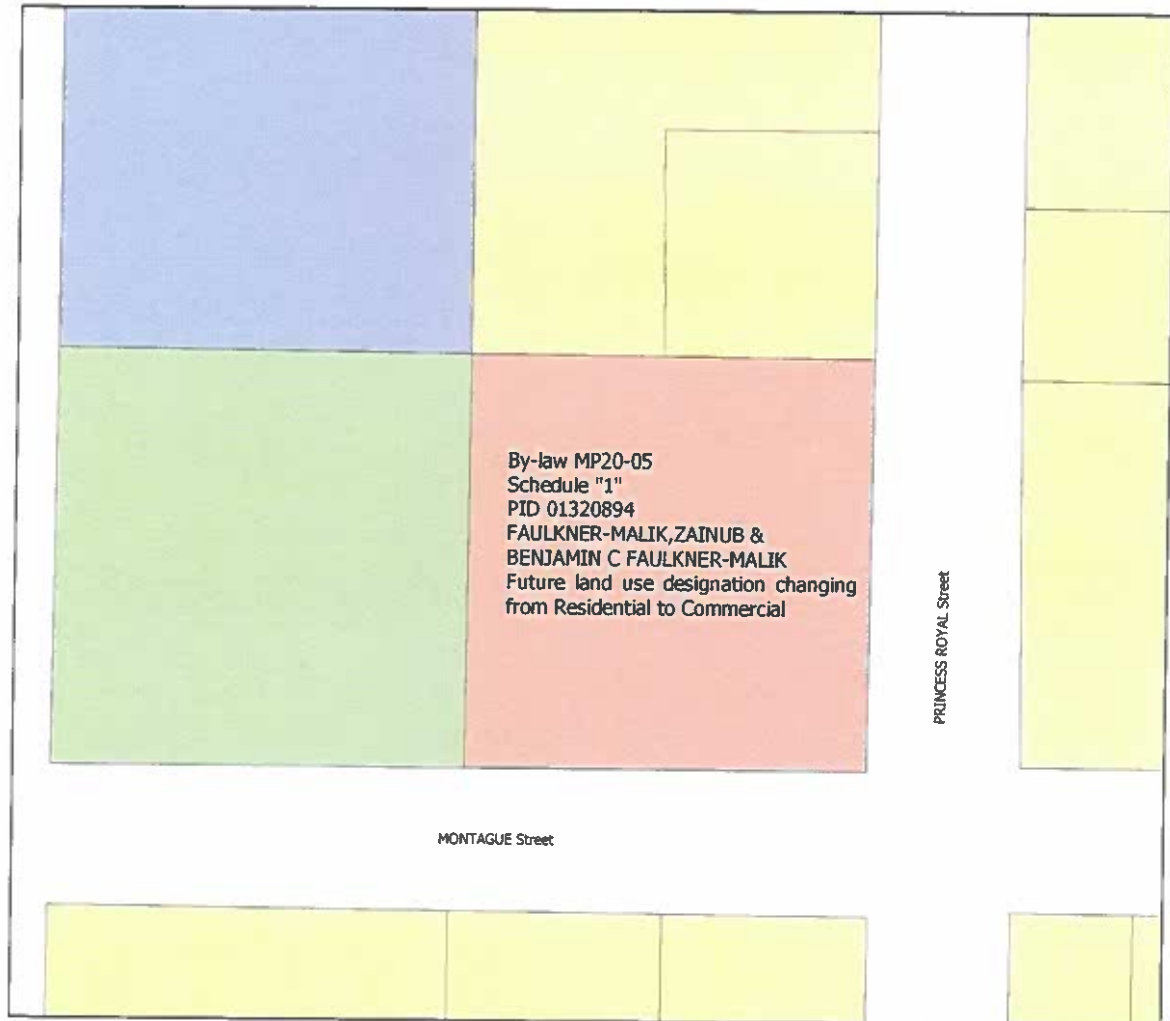 By-law MP20-05
Schedule "1"
PID 01320894
FAULKNER-MALIK,ZAINUB &
BENJAMIN C FAULKNER-MALIK
Future land use designation changing
from Residential to Commercial
PRINCESS ROYAL Street
MONTAGUE Street